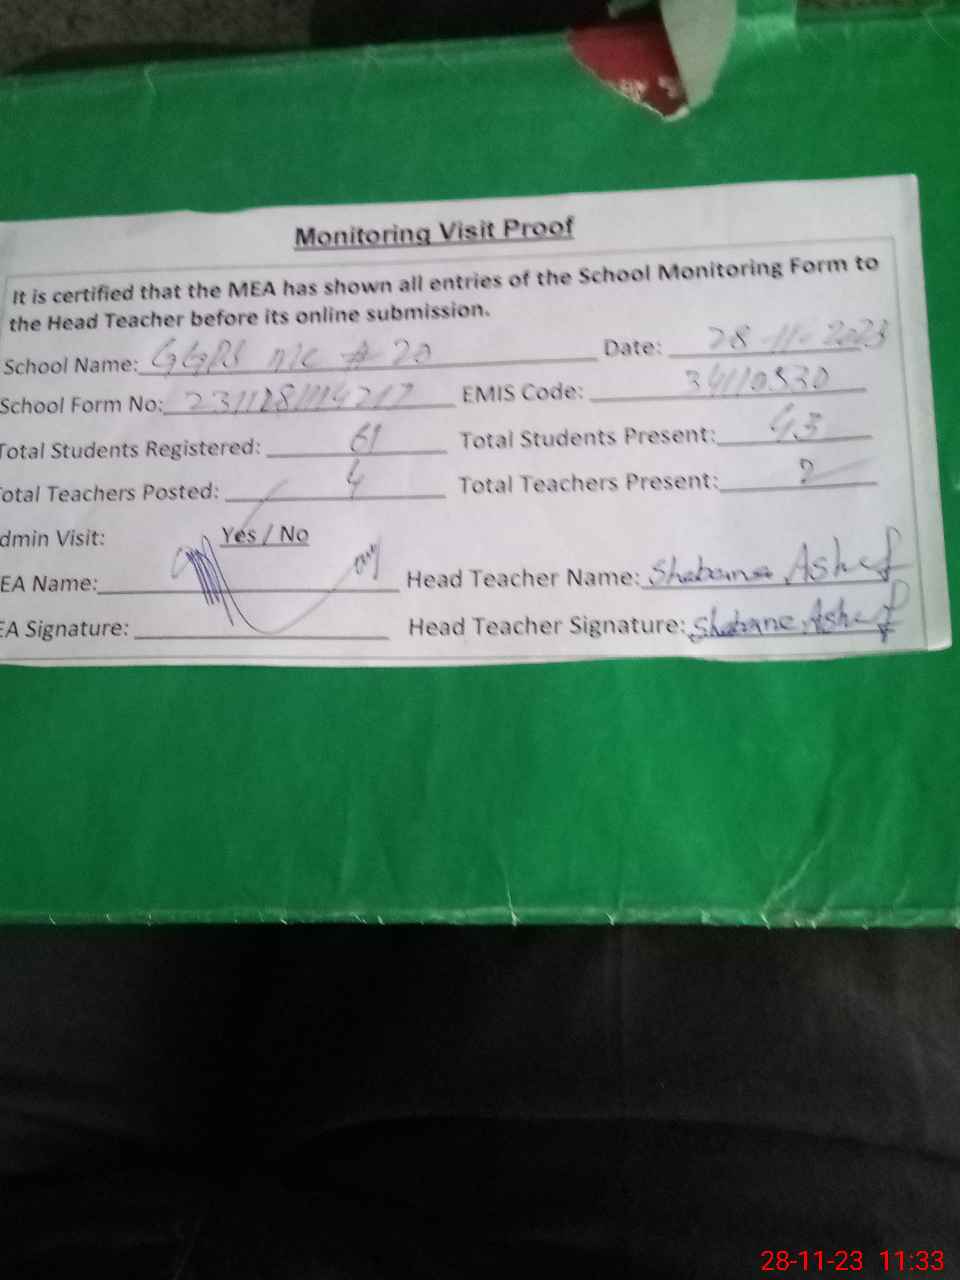 Monitoring Visit Proof
It is certified that the MEA has shown all entries of the School Monitoring Form to
the Head Teacher before its online submission.
School Name: GGPS MC # 20 Date: 28-11-2023
School Form No: EMIS Code: 34110530
Total Students Registered: 61 Total Students Present: 43
Total Teachers Posted: 4 Total Teachers Present: 2
dmin Visit: Yes / No
EA Name: Head Teacher Name: Shabana Ashraf
EA Signature: Head Teacher Signature: Shabana Ashraf
28-11-23 11:33